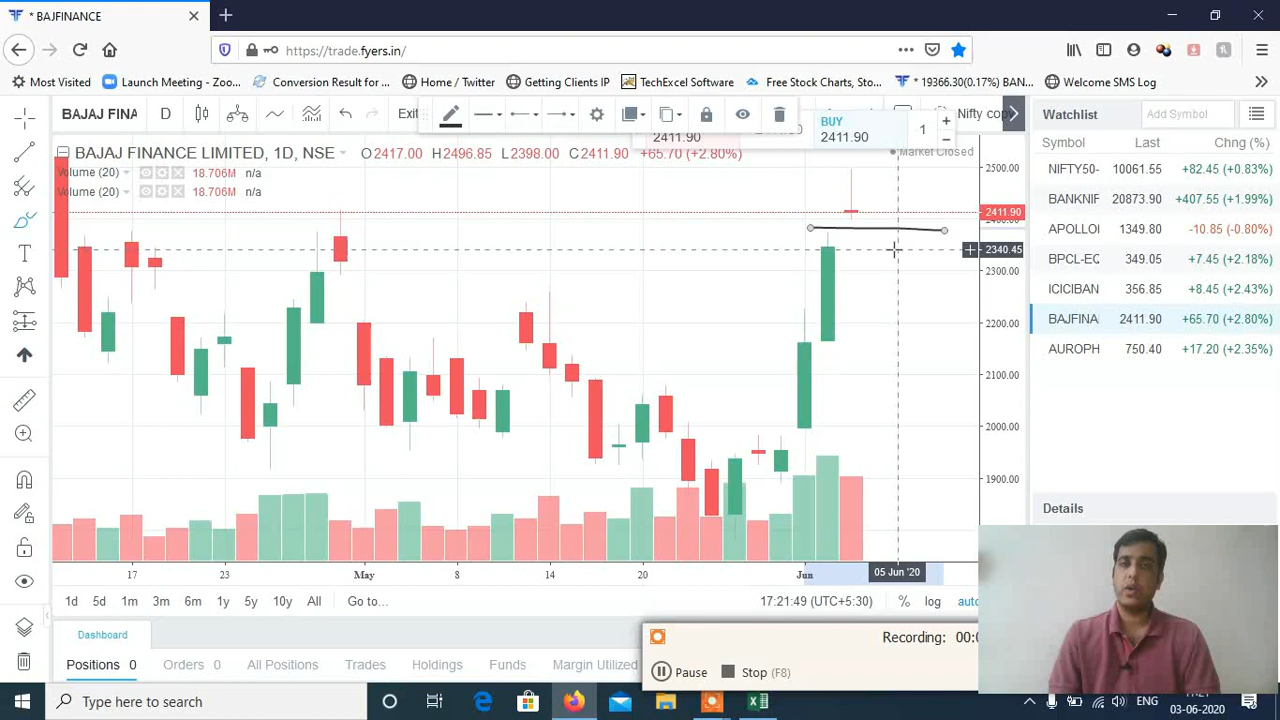 * BAJFINANCE
https://trade.fyers.in/
Most Visited
Launch Meeting - Zoo...
Conversion Result for ...
Home / Twitter
Getting Clients IP
TechExcel Software
Free Stock Charts, Sto...
* 19366.30(0.17%) BAN...
Welcome SMS Log
BAJAJ FINA
D
Exit
BUY
2411.90
2411.90
1
Nifty cop
Watchlist
Add Symbol
BAJAJ FINANCE LIMITED, 1D, NSE
O2417.00 H2496.85 L2398.00 C2411.90 +65.70 (+2.80%)
Market Closed
Volume (20) 18.706M n/a
Volume (20) 18.706M n/a
Symbol Last Chng (%)
NIFTY50- 10061.55 +82.45 (+0.83%)
BANKNIF 20873.90 +407.55 (+1.99%)
APOLLOI 1349.80 -10.85 (-0.80%)
BPCL-EQ 349.05 +7.45 (+2.18%)
ICICIBAN 356.85 +8.45 (+2.43%)
BAJFINA 2411.90 +65.70 (+2.80%)
AUROPH 750.40 +17.20 (+2.35%)
2500.00
2411.90
2340.45
2300.00
2200.00
2100.00
2000.00
1900.00
Details
17 23 May 8 14 20 Jun 05 Jun '20
1d 5d 1m 3m 6m 1y 5y 10y All Go to...
17:21:49 (UTC+5:30) % log auto
Dashboard
Positions 0 Orders 0 All Positions Trades Holdings Funds Margin Utilized
Recording: 00:0
Pause Stop (F8)
Type here to search
ENG
03-06-2020